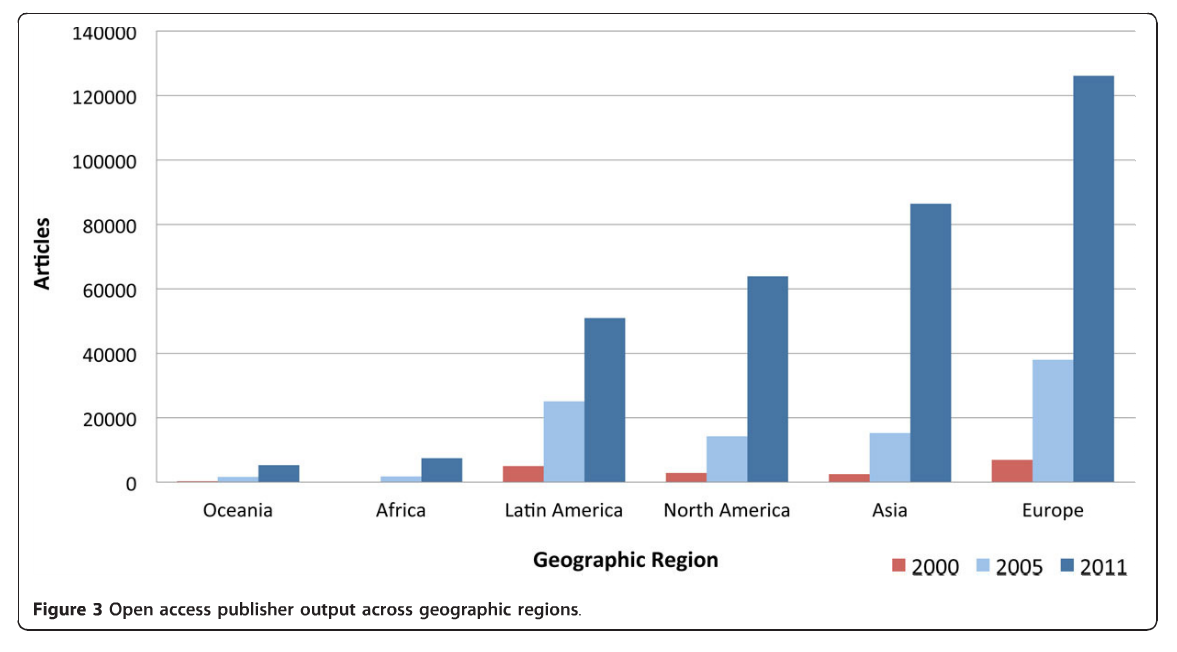 140000
120000
100000
80000
60000
40000
20000
0
Articles
Oceania Africa Latin America North America Asia Europe
Geographic Region
2000 2005 2011
Figure 3 Open access publisher output across geographic regions.